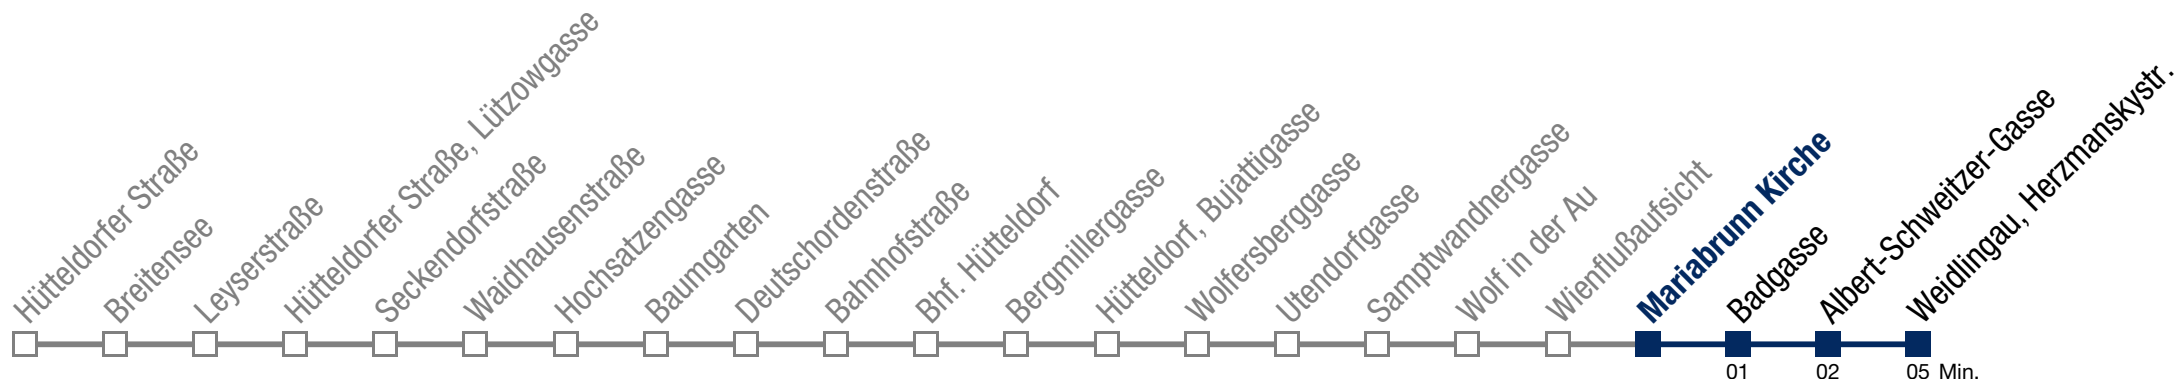 Hütteldorfer Straße
Breitensee
Leyserstraße
Hütteldorfer Straße, Lützowgasse
Seckendorfstraße
Waidhausenstraße
Hochsatzengasse
Baumgarten
Deutschordenstraße
Bahnhofstraße
Bhf. Hütteldorf
Bergmillergasse
Hütteldorf, Bujattigasse
Wolfersberggasse
Utendorfgasse
Samptwandnergasse
Wolf in der Au
Wienflußaufsicht
Mariabrunn Kirche
Badgasse
Albert-Schweitzer-Gasse
Weidlingau, Herzmanskystr.
01 02 05 Min.